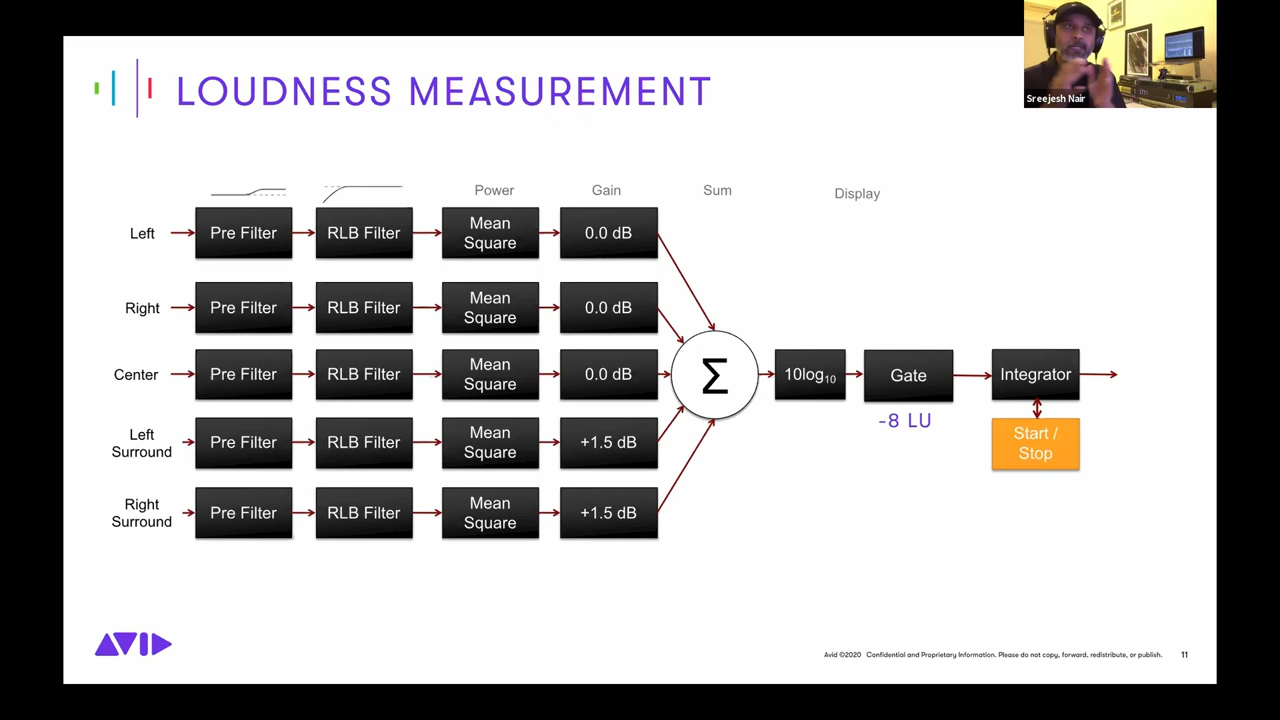 LOUDNESS MEASUREMENT
Sreejesh Nair
Power
Gain
Sum
Display
Left
Pre Filter
RLB Filter
Mean
Square
0.0 dB
Right
Pre Filter
RLB Filter
Mean
Square
0.0 dB
Center
Pre Filter
RLB Filter
Mean
Square
0.0 dB
Σ
10log10
Gate
Integrator
-8 LU
Start /
Stop
Left
Surround
Pre Filter
RLB Filter
Mean
Square
+1.5 dB
Right
Surround
Pre Filter
RLB Filter
Mean
Square
+1.5 dB
AVID
Avid ©2020 Confidential and Proprietary Information. Please do not copy, forward, redistribute, or publish.
11